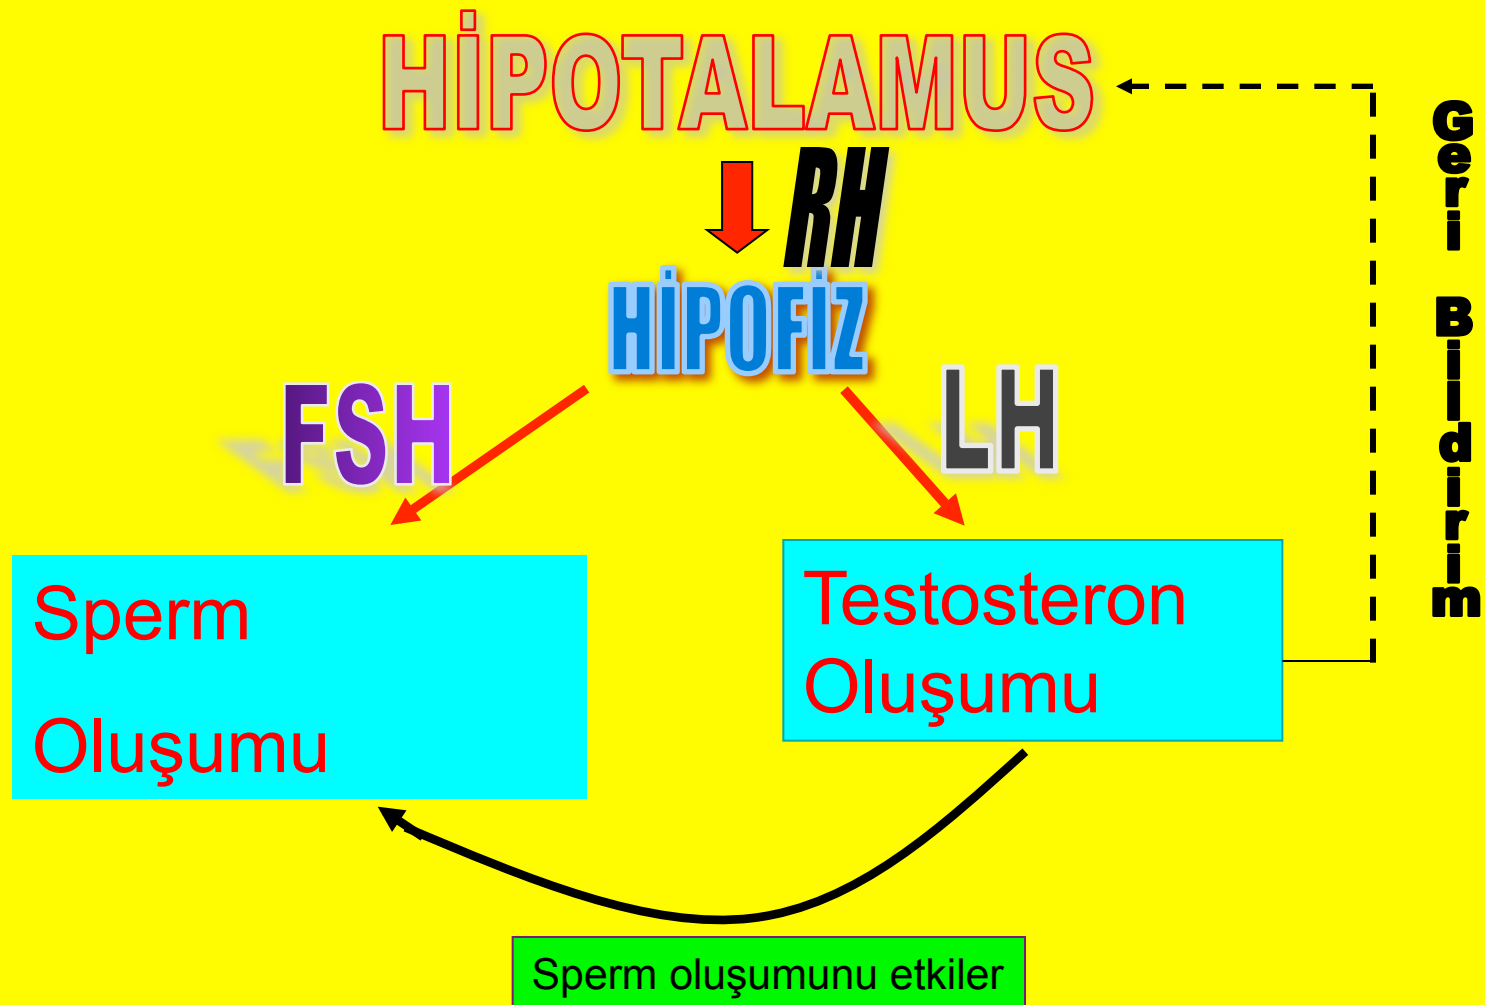 HİPOTALAMUS
RH
HİPOFİZ
FSH
LH
Sperm
Oluşumu
Testosteron
Oluşumu
Geri Bildirim
Sperm oluşumunu etkiler